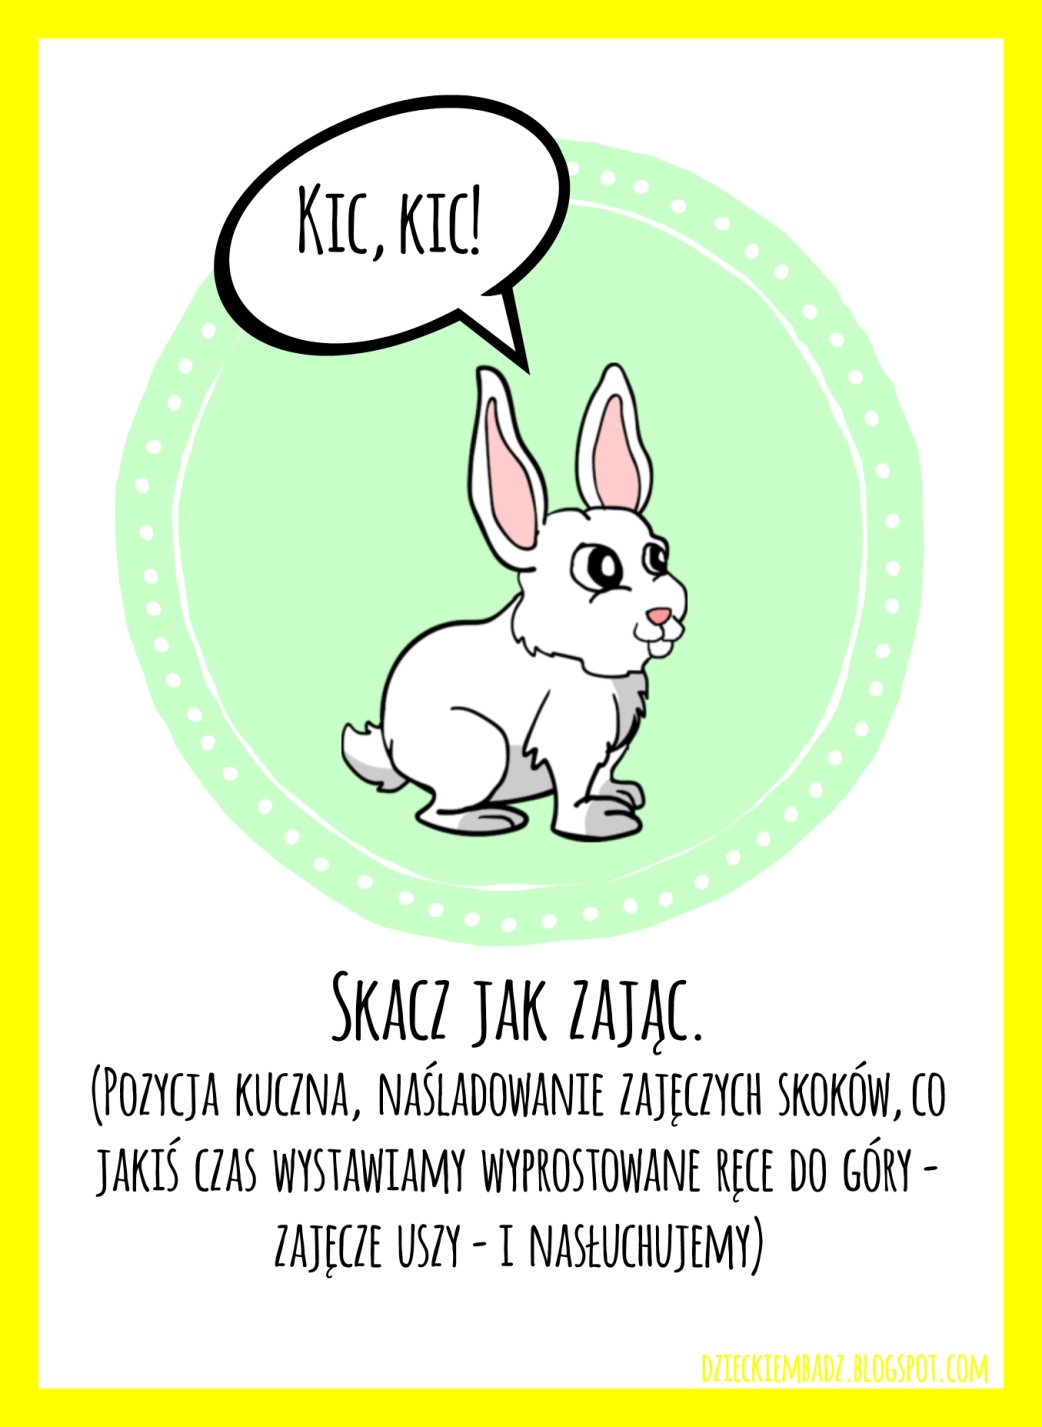 Kic, kic!
Skacz jak zając.
(Pozycja kuczna, naśladowanie zajęczych skoków, co
jakiś czas wystawiamy wyprostowane ręce do góry -
zajęcze uszy - i nasłuchujemy)
dzieckiembadz.blogspot.com